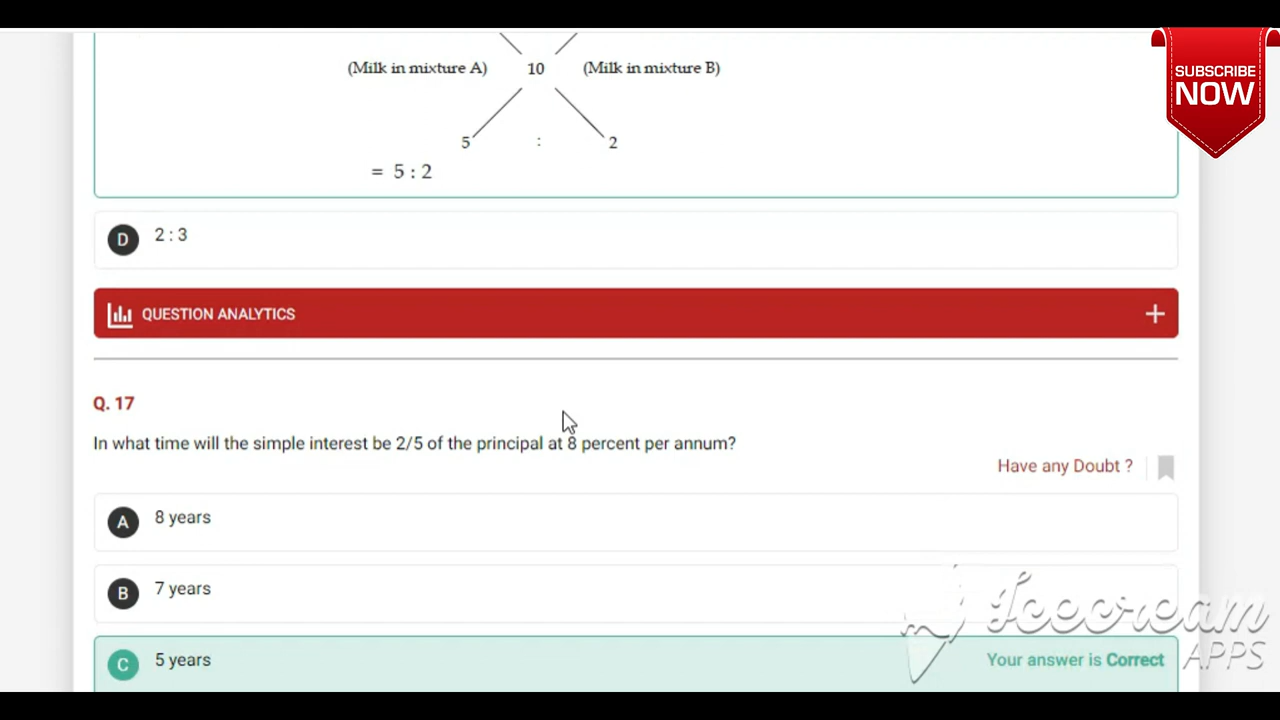 SUBSCRIBE
NOW
(Milk in mixture A) 10 (Milk in mixture B)
5 : 2
= 5 : 2
D 2 : 3
QUESTION ANALYTICS +
Q. 17
In what time will the simple interest be 2/5 of the principal at 8 percent per annum?
Have any Doubt ?
A 8 years
B 7 years
C 5 years Your answer is Correct
Icecream
APPS